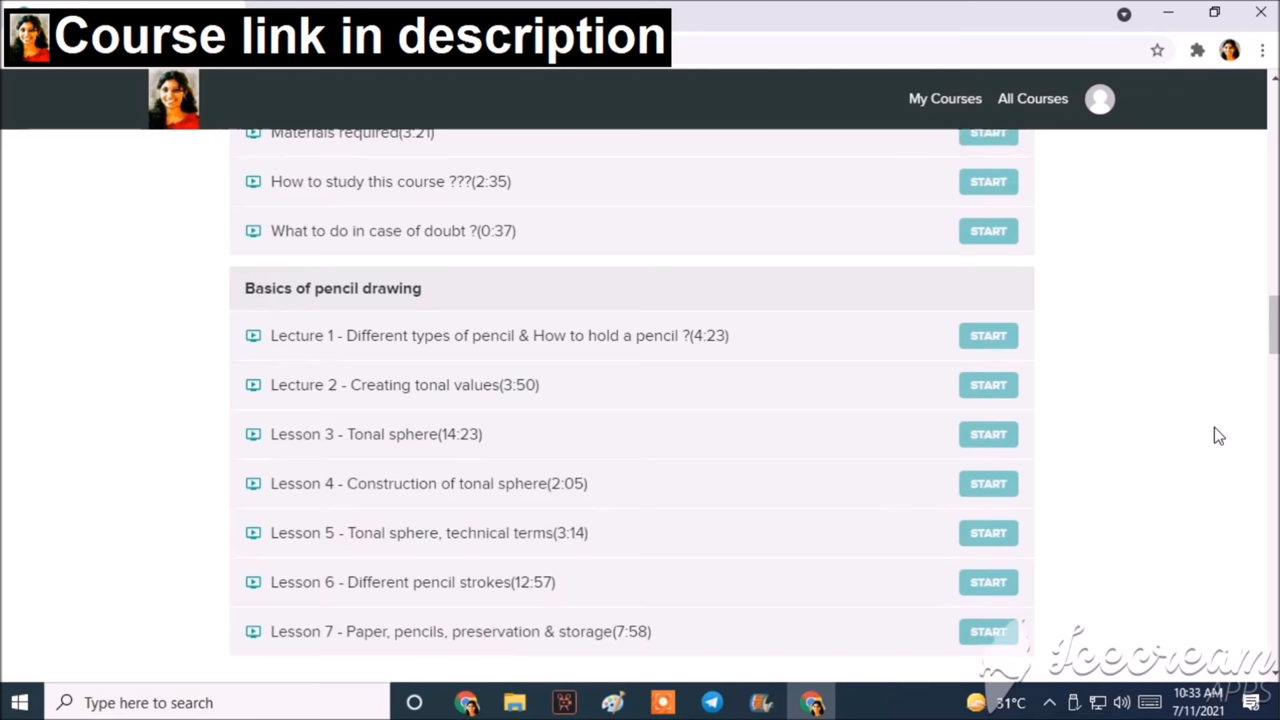 Course link in description
My Courses All Courses
Materials required(3:21) START
How to study this course ???(2:35) START
What to do in case of doubt ?(0:37) START
Basics of pencil drawing
Lecture 1 - Different types of pencil & How to hold a pencil ?(4:23) START
Lecture 2 - Creating tonal values(3:50) START
Lesson 3 - Tonal sphere(14:23) START
Lesson 4 - Construction of tonal sphere(2:05) START
Lesson 5 - Tonal sphere, technical terms(3:14) START
Lesson 6 - Different pencil strokes(12:57) START
Lesson 7 - Paper, pencils, preservation & storage(7:58) START
Icecream
APPS
Type here to search
31°C
10:33 AM
7/11/2021